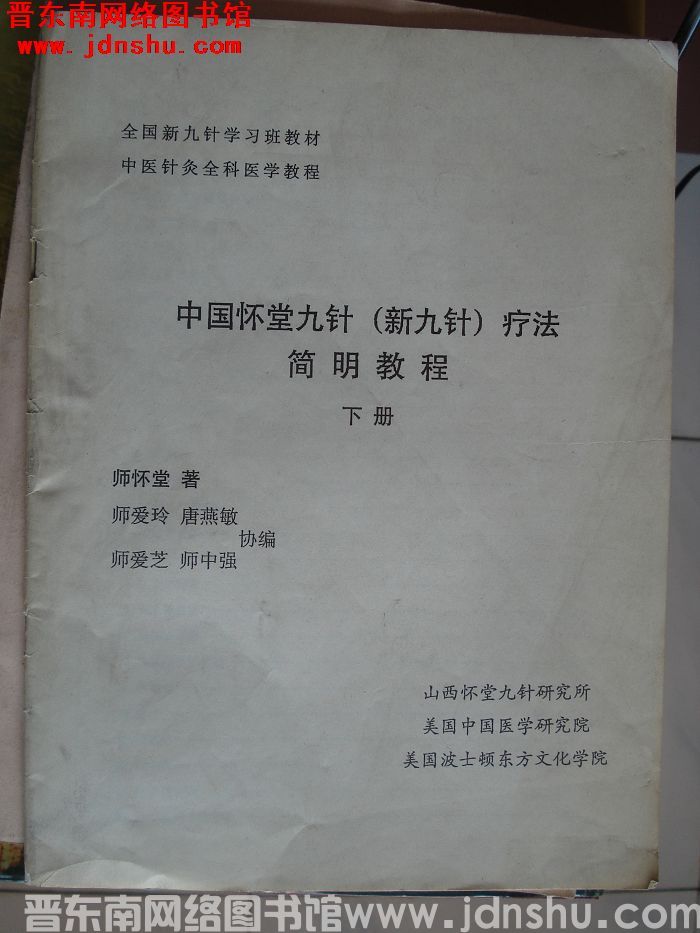 晋东南网络图书馆
www.jdnshu.com
全国新九针学习班教材
中医针灸全科医学教程
中国怀堂九针（新九针）疗法
简明教程
下册
师怀堂 著
师爱玲 唐燕敏
协编
师爱芝 师中强
山西怀堂九针研究所
美国中国医学研究院
美国波士顿东方文化学院
晋东南网络图书馆www.jdnshu.com